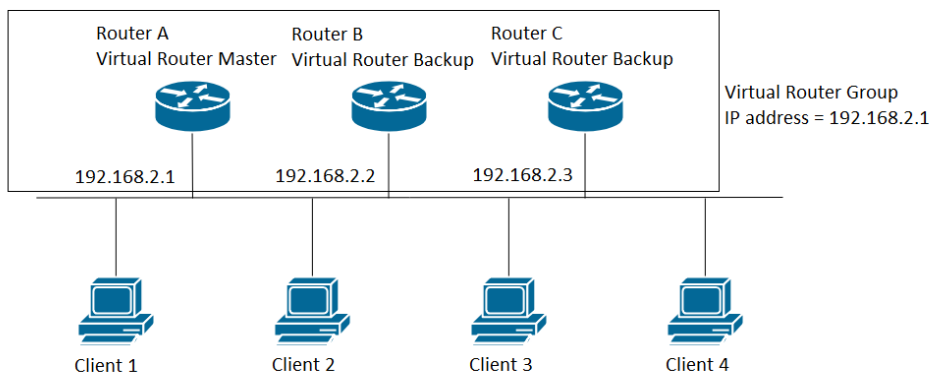 Router A
Virtual Router Master
Router B
Virtual Router Backup
Router C
Virtual Router Backup
Virtual Router Group
IP address = 192.168.2.1
192.168.2.1
192.168.2.2
192.168.2.3
Client 1
Client 2
Client 3
Client 4